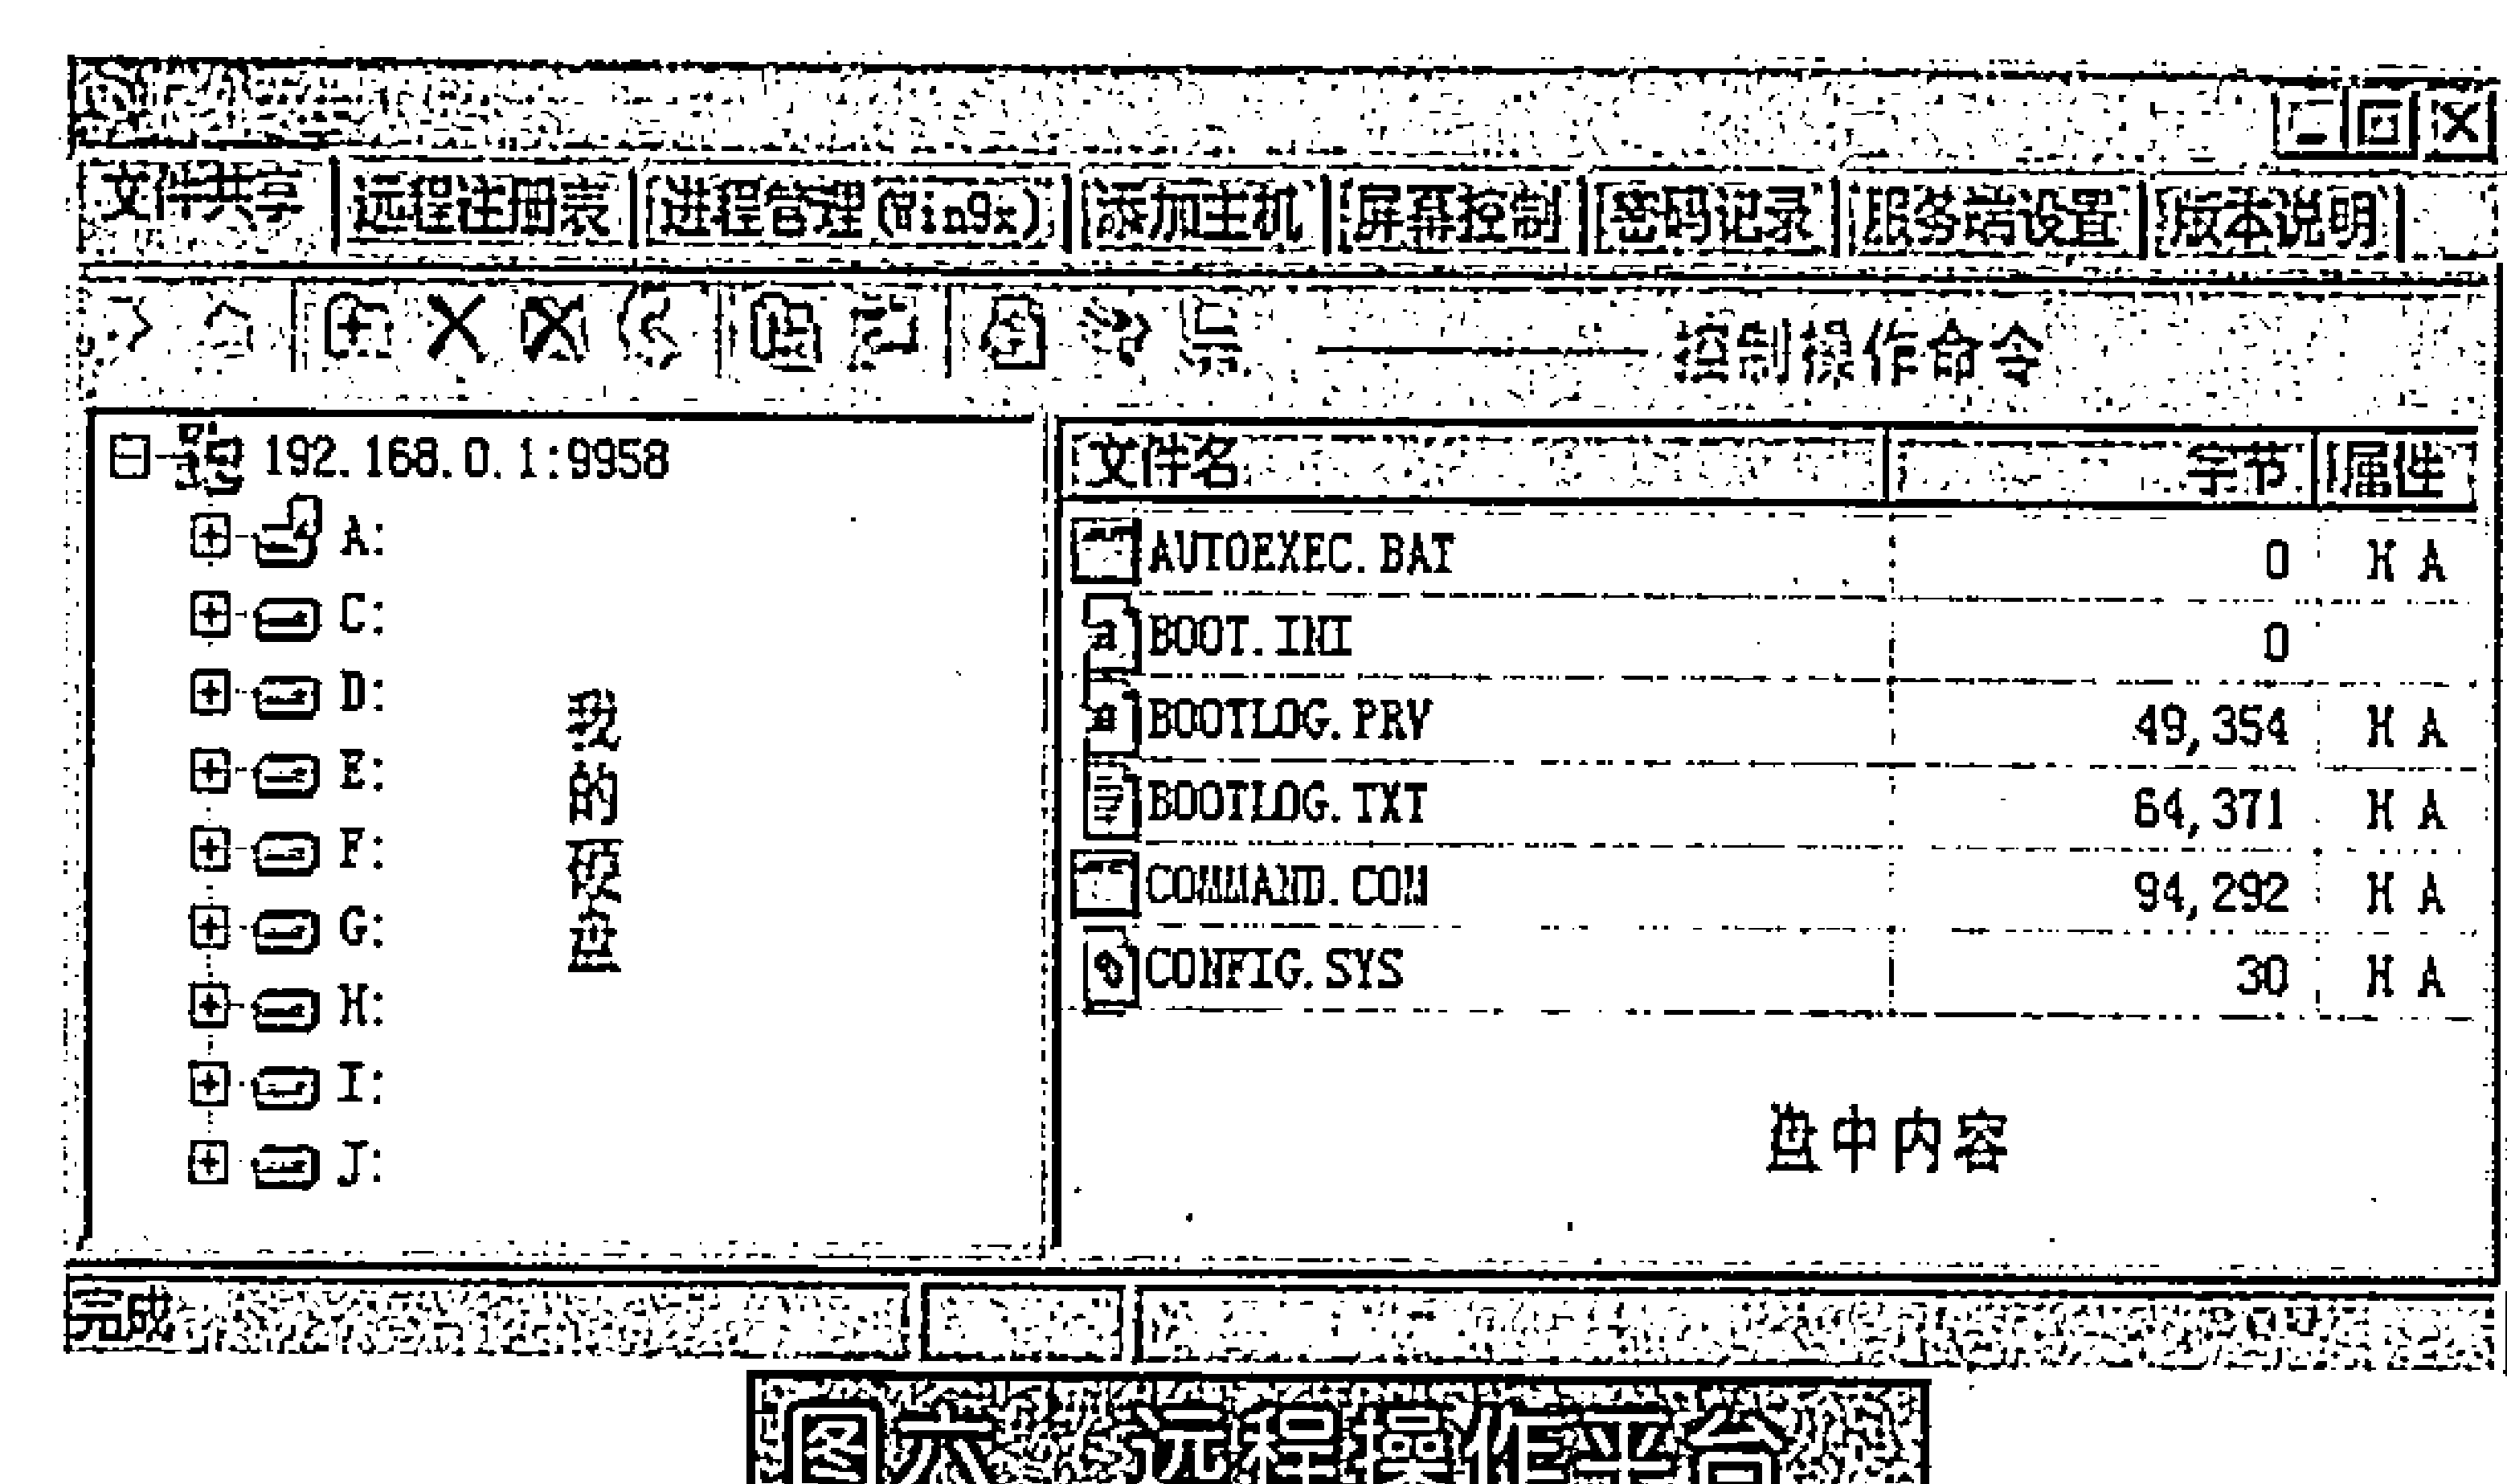 文件共享 远程注册表 进程管理(Win9x) 添加主机 屏幕控制 密码记录 服务端设置 版本说明
控制操作命令
192.168.0.1:9958
A:
C:
D:
E:
F:
G:
H:
I:
J:
我的硬盘
文件名 字节 属性
AUTOEXEC.BAT 0 H A
BOOT.INI 0
BOOTLOG.PRV 49,354 H A
BOOTLOG.TXT 64,371 H A
COMMAND.COM 94,292 H A
CONFIG.SYS 30 H A
盘中内容
完成
图六 远程操作平台